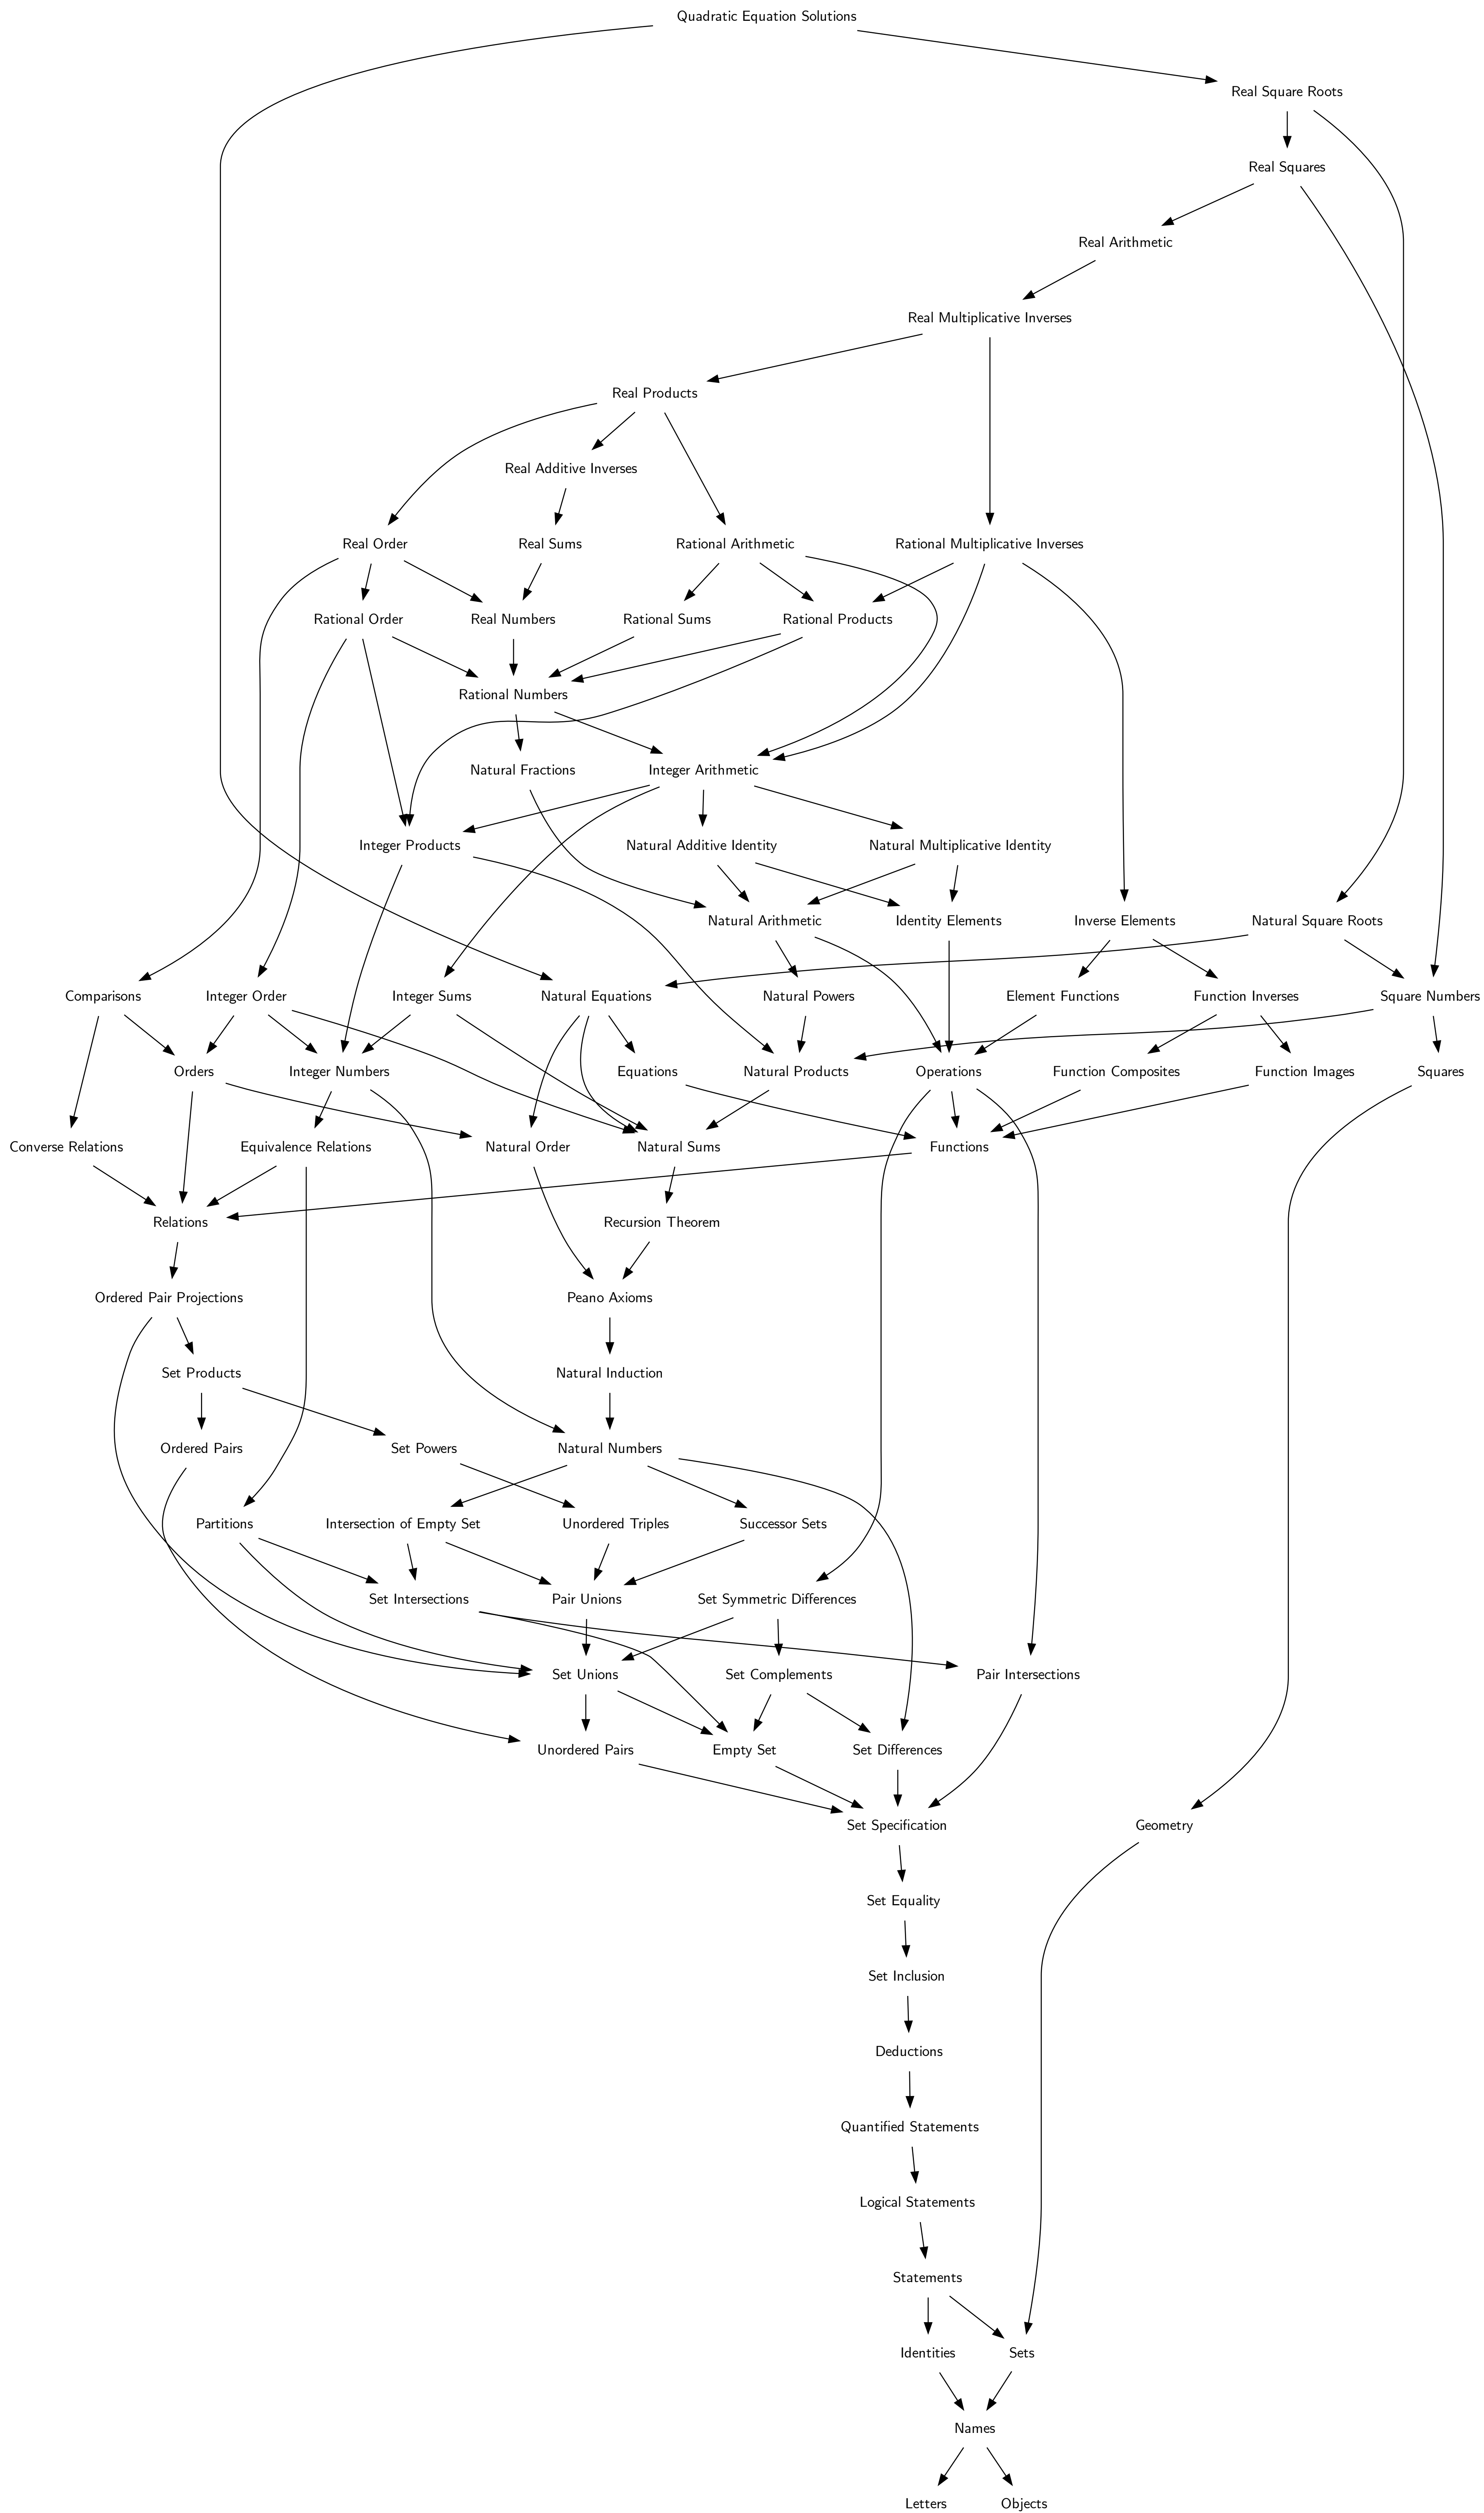 Quadratic Equation Solutions
Real Square Roots
Real Squares
Real Arithmetic
Real Multiplicative Inverses
Real Products
Real Additive Inverses
Real Order
Real Sums
Rational Arithmetic
Rational Multiplicative Inverses
Rational Order
Real Numbers
Rational Sums
Rational Products
Rational Numbers
Natural Fractions
Integer Arithmetic
Integer Products
Natural Additive Identity
Natural Multiplicative Identity
Natural Arithmetic
Identity Elements
Inverse Elements
Natural Square Roots
Comparisons
Integer Order
Integer Sums
Natural Equations
Natural Powers
Element Functions
Function Inverses
Square Numbers
Orders
Integer Numbers
Equations
Natural Products
Operations
Function Composites
Function Images
Squares
Converse Relations
Equivalence Relations
Natural Order
Natural Sums
Functions
Relations
Recursion Theorem
Ordered Pair Projections
Peano Axioms
Set Products
Natural Induction
Ordered Pairs
Set Powers
Natural Numbers
Partitions
Intersection of Empty Set
Unordered Triples
Successor Sets
Set Intersections
Pair Unions
Set Symmetric Differences
Set Unions
Set Complements
Pair Intersections
Unordered Pairs
Empty Set
Set Differences
Set Specification
Geometry
Set Equality
Set Inclusion
Deductions
Quantified Statements
Logical Statements
Statements
Identities
Sets
Names
Letters
Objects